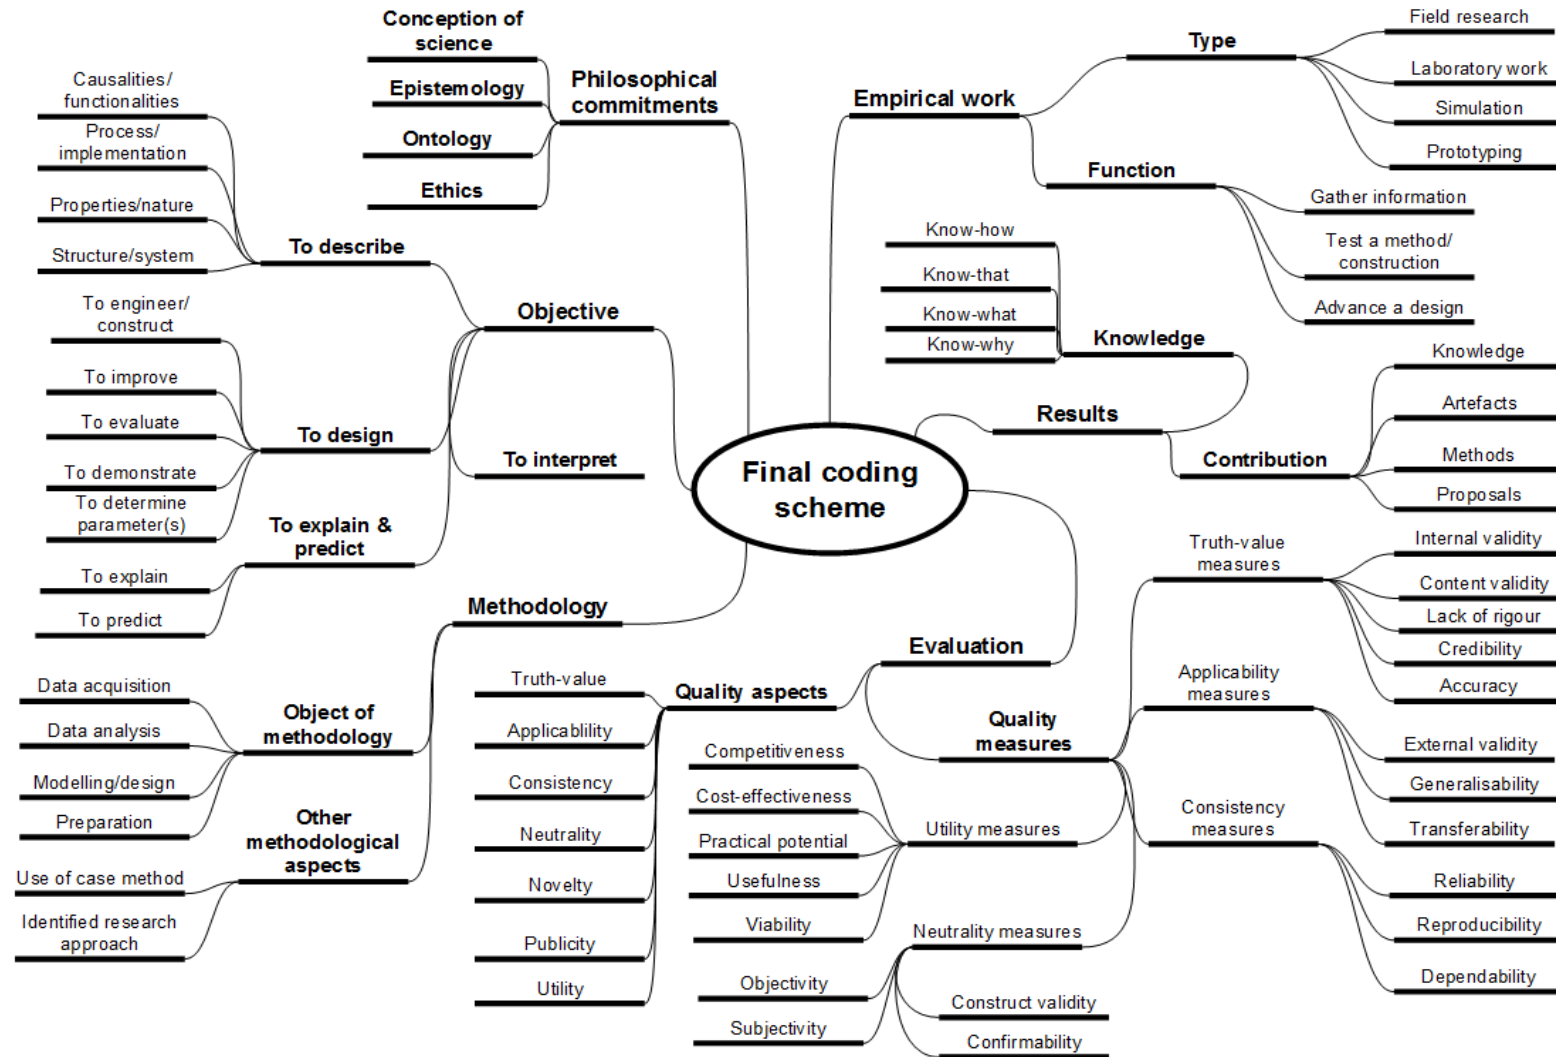 Final coding
scheme
Philosophical
commitments
Conception of
science
Epistemology
Ontology
Ethics
Objective
To describe
Causalities/
functionalities
Process/
implementation
Properties/nature
Structure/system
To design
To engineer/
construct
To improve
To evaluate
To demonstrate
To determine
parameter(s)
To interpret
To explain &
predict
To explain
To predict
Methodology
Object of
methodology
Data acquisition
Data analysis
Modelling/design
Preparation
Other
methodological
aspects
Use of case method
Identified research
approach
Empirical work
Type
Field research
Laboratory work
Simulation
Prototyping
Function
Gather information
Test a method/
construction
Advance a design
Results
Knowledge
Know-how
Know-that
Know-what
Know-why
Contribution
Knowledge
Artefacts
Methods
Proposals
Evaluation
Quality aspects
Truth-value
Applicablility
Consistency
Neutrality
Novelty
Publicity
Utility
Quality
measures
Truth-value
measures
Internal validity
Content validity
Lack of rigour
Credibility
Accuracy
Applicability
measures
External validity
Generalisability
Transferability
Consistency
measures
Reliability
Reproducibility
Dependability
Utility measures
Competitiveness
Cost-effectiveness
Practical potential
Usefulness
Viability
Neutrality measures
Objectivity
Subjectivity
Construct validity
Confirmability